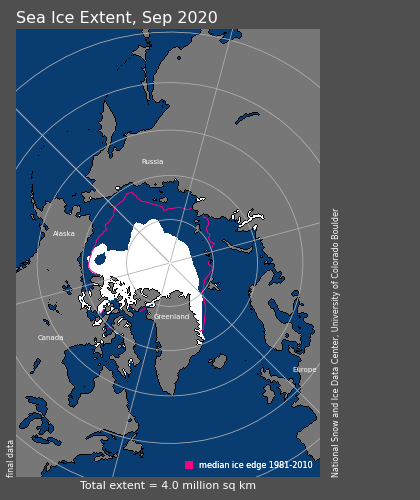 Sea Ice Extent, Sep 2020
Russia
Alaska
Greenland
Canada
Europe
median ice edge 1981-2010
Total extent = 4.0 million sq km
final data
National Snow and Ice Data Center, University of Colorado Boulder